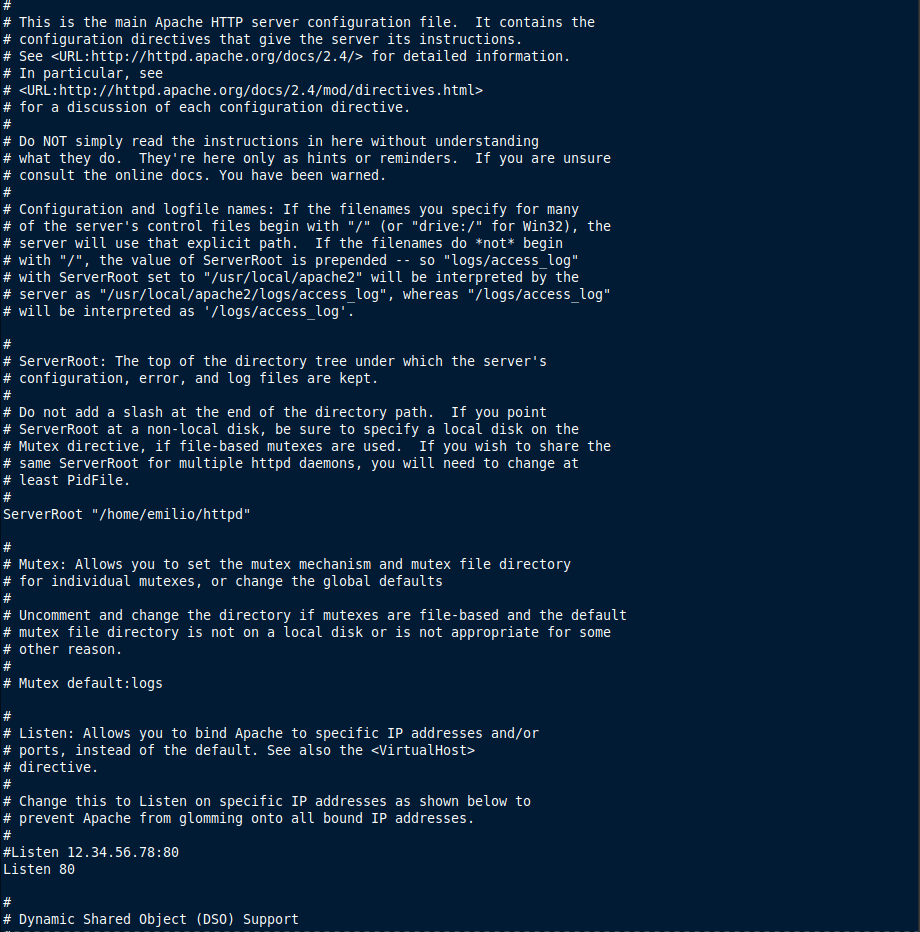 #
# This is the main Apache HTTP server configuration file.  It contains the
# configuration directives that give the server its instructions.
# See <URL:http://httpd.apache.org/docs/2.4/> for detailed information.
# In particular, see
# <URL:http://httpd.apache.org/docs/2.4/mod/directives.html>
# for a discussion of each configuration directive.
#
# Do NOT simply read the instructions in here without understanding
# what they do.  They're here only as hints or reminders.  If you are unsure
# consult the online docs. You have been warned.
#
# Configuration and logfile names: If the filenames you specify for many
# of the server's control files begin with "/" (or "drive:/" for Win32), the
# server will use that explicit path.  If the filenames do *not* begin
# with "/", the value of ServerRoot is prepended -- so "logs/access_log"
# with ServerRoot set to "/usr/local/apache2" will be interpreted by the
# server as "/usr/local/apache2/logs/access_log", whereas "/logs/access_log"
# will be interpreted as '/logs/access_log'.

#
# ServerRoot: The top of the directory tree under which the server's
# configuration, error, and log files are kept.
#
# Do not add a slash at the end of the directory path.  If you point
# ServerRoot at a non-local disk, be sure to specify a local disk on the
# Mutex directive, if file-based mutexes are used.  If you wish to share the
# same ServerRoot for multiple httpd daemons, you will need to change at
# least PidFile.
#
ServerRoot "/home/emilio/httpd"

#
# Mutex: Allows you to set the mutex mechanism and mutex file directory
# for individual mutexes, or change the global defaults
#
# Uncomment and change the directory if mutexes are file-based and the default
# mutex file directory is not on a local disk or is not appropriate for some
# other reason.
#
# Mutex default:logs

#
# Listen: Allows you to bind Apache to specific IP addresses and/or
# ports, instead of the default. See also the <VirtualHost>
# directive.
#
# Change this to Listen on specific IP addresses as shown below to
# prevent Apache from glomming onto all bound IP addresses.
#
#Listen 12.34.56.78:80
Listen 80

#
# Dynamic Shared Object (DSO) Support